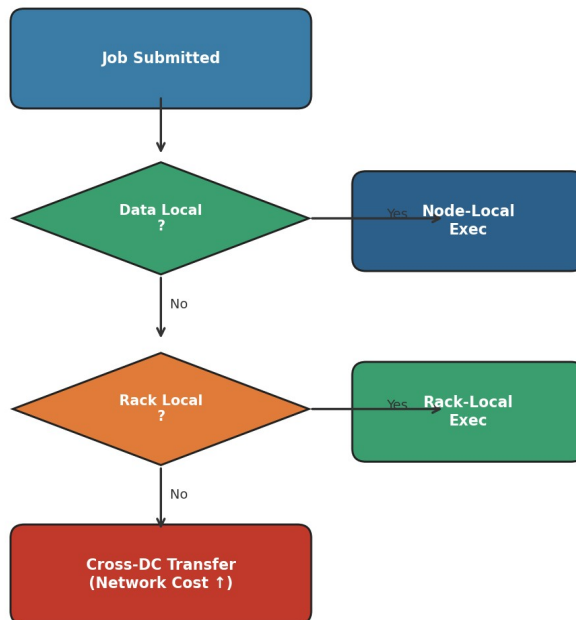 Job Submitted
Data Local
?
Yes
Node-Local
Exec
No
Rack Local
?
Yes
Rack-Local
Exec
No
Cross-DC Transfer
(Network Cost ↑)